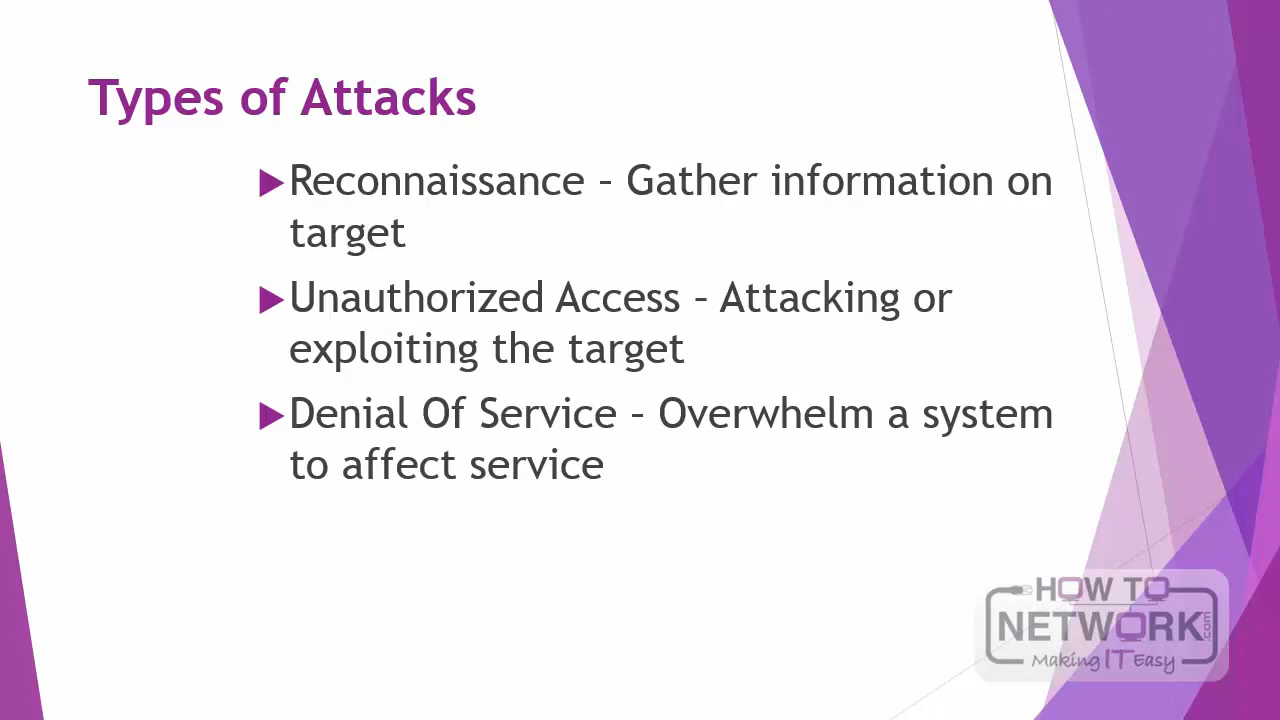 Types of Attacks
Reconnaissance – Gather information on
target
Unauthorized Access – Attacking or
exploiting the target
Denial Of Service – Overwhelm a system
to affect service
HOW TO
NETWORK.com
Making IT Easy